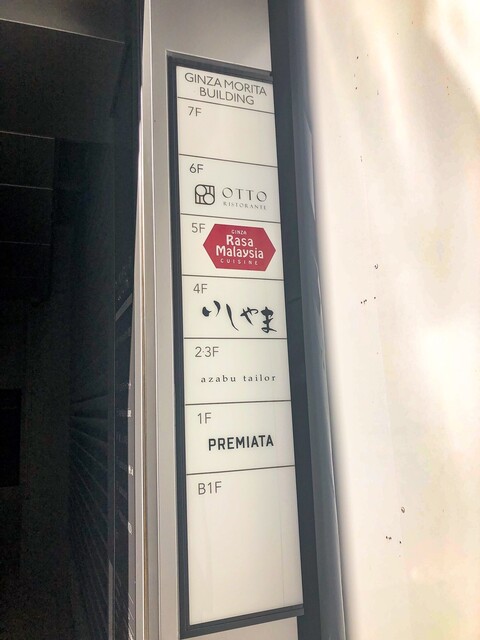 GINZA MORITA
BUILDING
7F
6F
OTTO
RISTORANTE
5F
GINZA
Rasa
Malaysia
CUISINE
4F
いしやま
2·3F
azabu tailor
1F
PREMIATA
B1F